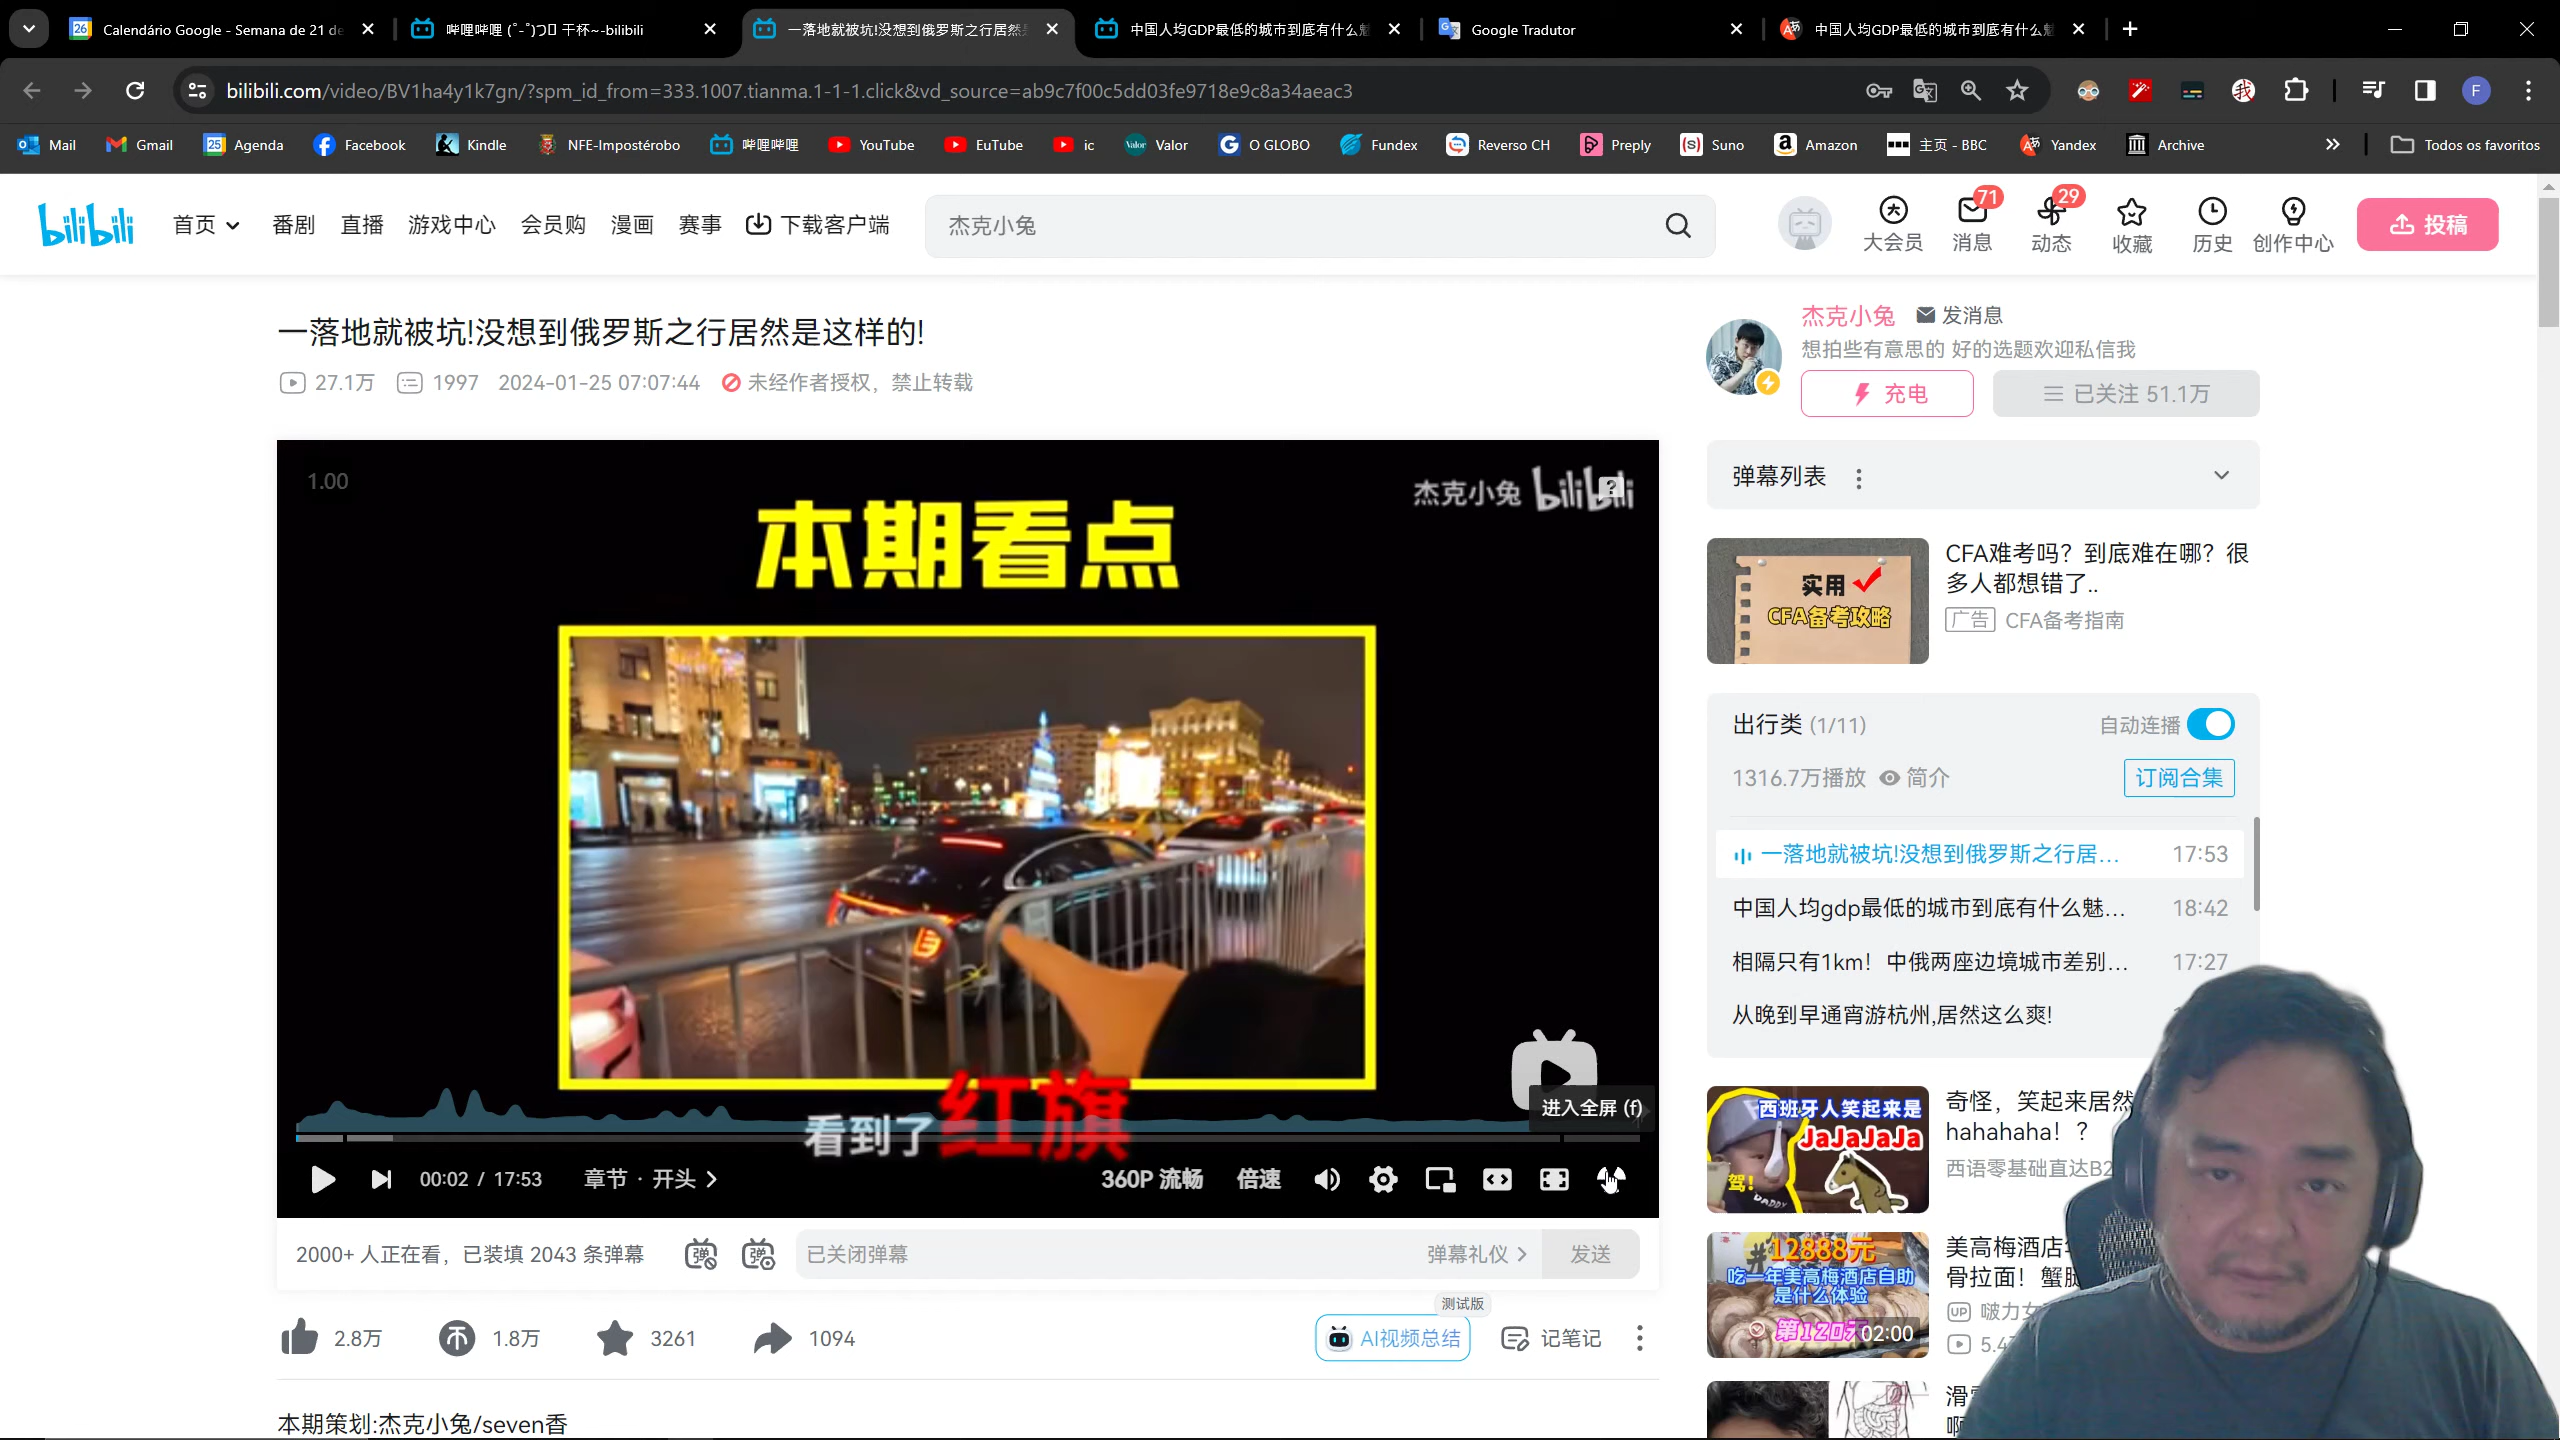 Calendário Google - Semana de 21 de
哔哩哔哩 (゜-゜)つロ 干杯~-bilibili
一落地就被坑!没想到俄罗斯之行居然是
中国人均GDP最低的城市到底有什么魅
Google Tradutor
中国人均GDP最低的城市到底有什么魅
bilibili.com/video/BV1ha4y1k7gn/?spm_id_from=333.1007.tianma.1-1-1.click&vd_source=ab9c7f00c5dd03fe9718e9c8a34aeac3
F
Mail
Gmail
Agenda
Facebook
Kindle
NFE-Impostérobo
哔哩哔哩
YouTube
EuTube
ic
Valor
O GLOBO
Fundex
Reverso CH
Preply
Suno
Amazon
主页 - BBC
Yandex
Archive
Todos os favoritos
bilibili
首页
番剧
直播
游戏中心
会员购
漫画
赛事
下载客户端
杰克小兔
大会员
71
消息
29
动态
收藏
历史
创作中心
投稿
一落地就被坑!没想到俄罗斯之行居然是这样的!
27.1万
1997
2024-01-25 07:07:44
未经作者授权，禁止转载
杰克小兔
发消息
想拍些有意思的 好的选题欢迎私信我
充电
已关注 51.1万
1.00
杰克小兔 bilibili
本期看点
看到了红旗
进入全屏 (f)
00:02 / 17:53
章节 · 开头
360P 流畅
倍速
2000+ 人正在看，已装填 2043 条弹幕
已关闭弹幕
弹幕礼仪
发送
2.8万
1.8万
3261
1094
测试版
AI视频总结
记笔记
本期策划:杰克小兔/seven香
弹幕列表
实用
CFA备考攻略
CFA难考吗？到底难在哪？很
多人都想错了..
广告 CFA备考指南
出行类 (1/11)
自动连播
1316.7万播放
简介
订阅合集
一落地就被坑!没想到俄罗斯之行居...
17:53
中国人均gdp最低的城市到底有什么魅...
18:42
相隔只有1km！中俄两座边境城市差别...
17:27
从晚到早通宵游杭州,居然这么爽!
西班牙人笑起来是
JaJaJaJa
驾!
DADDY
奇怪，笑起来居然
hahahaha！？
西语零基础直达B2
#12888元
吃一年美高梅酒店自助
是什么体验
第120天
02:00
美高梅酒店
骨拉面！蟹腿
UP 啵力女
5.4
滑
啊